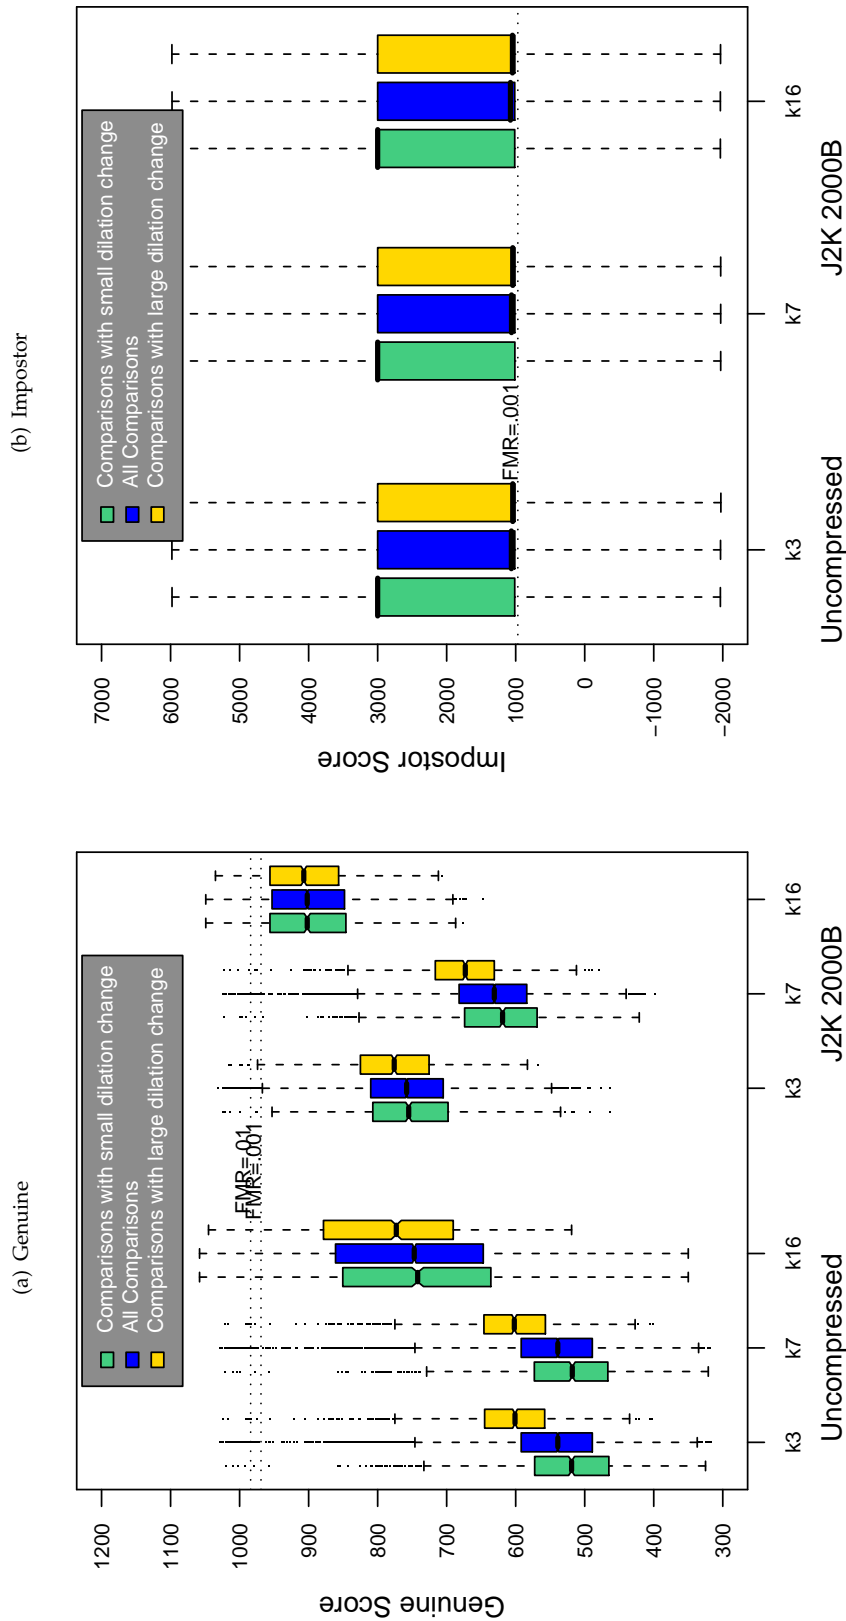 (a) Genuine
Genuine Score
1200
1100
1000
900
800
700
600
500
400
300
Comparisons with small dilation change
All Comparisons
Comparisons with large dilation change
FMR=.01
FMR=.001
k3
k7
k16
k3
k7
k16
Uncompressed
J2K 2000B
(b) Impostor
Impostor Score
7000
6000
5000
4000
3000
2000
1000
0
−1000
−2000
Comparisons with small dilation change
All Comparisons
Comparisons with large dilation change
FMR=.001
k3
k7
k16
Uncompressed
J2K 2000B